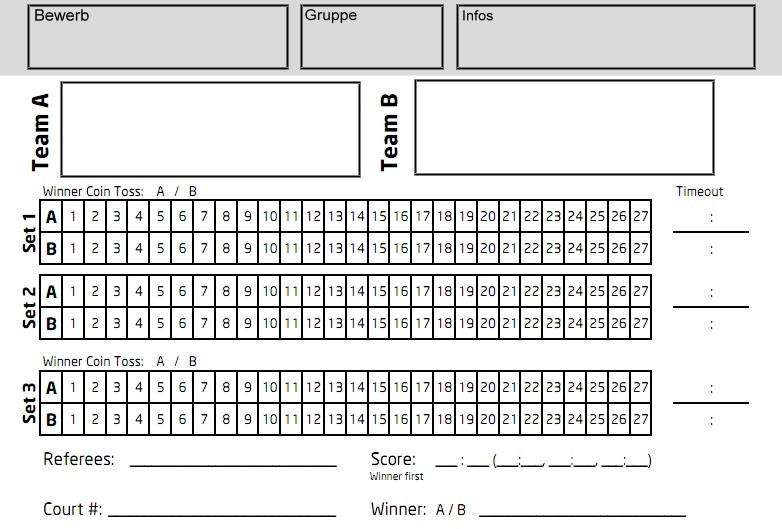 Bewerb Gruppe Infos
Team A Team B
Winner Coin Toss: A / B Timeout
Set 1
A 1 2 3 4 5 6 7 8 9 10 11 12 13 14 15 16 17 18 19 20 21 22 23 24 25 26 27 :
B 1 2 3 4 5 6 7 8 9 10 11 12 13 14 15 16 17 18 19 20 21 22 23 24 25 26 27 :
Set 2
A 1 2 3 4 5 6 7 8 9 10 11 12 13 14 15 16 17 18 19 20 21 22 23 24 25 26 27 :
B 1 2 3 4 5 6 7 8 9 10 11 12 13 14 15 16 17 18 19 20 21 22 23 24 25 26 27 :
Winner Coin Toss: A / B
Set 3
A 1 2 3 4 5 6 7 8 9 10 11 12 13 14 15 16 17 18 19 20 21 22 23 24 25 26 27 :
B 1 2 3 4 5 6 7 8 9 10 11 12 13 14 15 16 17 18 19 20 21 22 23 24 25 26 27 :
Referees: ____________________ Score: __ : __ (__:__, __:__, __:__)
Winner first
Court #: ______________________ Winner: A / B ____________________